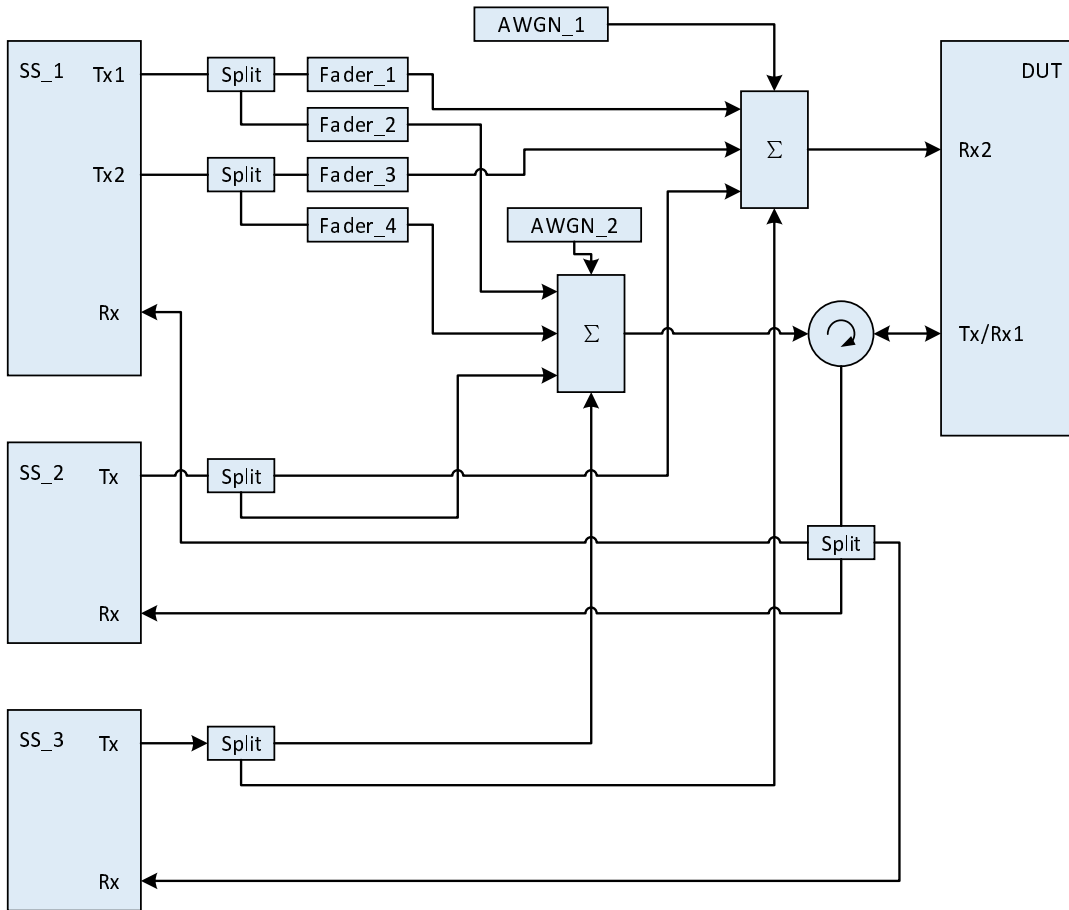 AWGN_1
SS_1
Tx1
Split
Fader_1
DUT
Fader_2
Σ
Rx2
Tx2
Split
Fader_3
Fader_4
AWGN_2
Rx
Σ
Tx/Rx1
SS_2
Tx
Split
Split
Rx
SS_3
Tx
Split
Rx